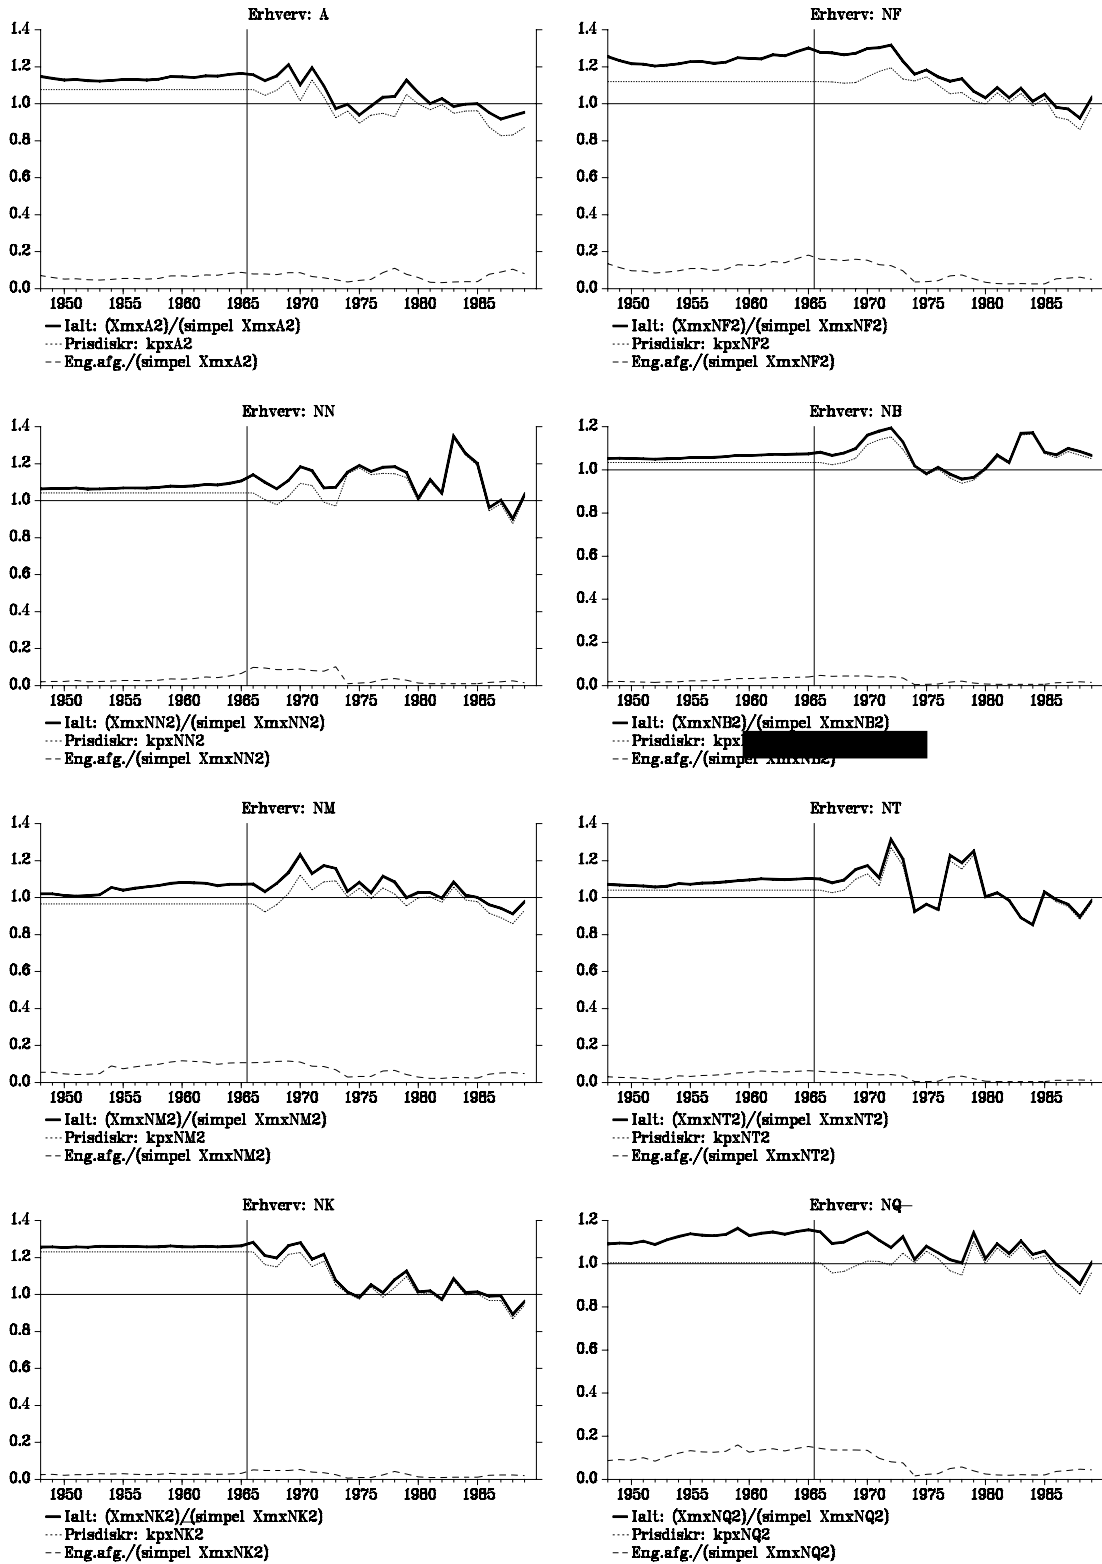 Erhverv: A
1.4
1.2
1.0
0.8
0.6
0.4
0.2
0.0
1950 1955 1960 1965 1970 1975 1980 1985
Ialt: (XmxA2)/(simpel XmxA2)
Prisdiskr: kpxA2
Eng.afg./(simpel XmxA2)
Erhverv: NF
1.4
1.2
1.0
0.8
0.6
0.4
0.2
0.0
1950 1955 1960 1965 1970 1975 1980 1985
Ialt: (XmxNF2)/(simpel XmxNF2)
Prisdiskr: kpxNF2
Eng.afg./(simpel XmxNF2)
Erhverv: NN
1.4
1.2
1.0
0.8
0.6
0.4
0.2
0.0
1950 1955 1960 1965 1970 1975 1980 1985
Ialt: (XmxNN2)/(simpel XmxNN2)
Prisdiskr: kpxNN2
Eng.afg./(simpel XmxNN2)
Erhverv: NB
1.2
1.0
0.8
0.6
0.4
0.2
0.0
1950 1955 1960 1965 1970 1975 1980 1985
Ialt: (XmxNB2)/(simpel XmxNB2)
Prisdiskr:
Eng.afg./(simpel
Erhverv: NM
1.4
1.2
1.0
0.8
0.6
0.4
0.2
0.0
1950 1955 1960 1965 1970 1975 1980 1985
Ialt: (XmxNM2)/(simpel XmxNM2)
Prisdiskr: kpxNM2
Eng.afg./(simpel XmxNM2)
Erhverv: NT
1.4
1.2
1.0
0.8
0.6
0.4
0.2
0.0
1950 1955 1960 1965 1970 1975 1980 1985
Ialt: (XmxNT2)/(simpel XmxNT2)
Prisdiskr: kpxNT2
Eng.afg./(simpel XmxNT2)
Erhverv: NK
1.4
1.2
1.0
0.8
0.6
0.4
0.2
0.0
1950 1955 1960 1965 1970 1975 1980 1985
Ialt: (XmxNK2)/(simpel XmxNK2)
Prisdiskr: kpxNK2
Eng.afg./(simpel XmxNK2)
Erhverv: NQ
1.2
1.0
0.8
0.6
0.4
0.2
0.0
1950 1955 1960 1965 1970 1975 1980 1985
Ialt: (XmxNQ2)/(simpel XmxNQ2)
Prisdiskr: kpxNQ2
Eng.afg./(simpel XmxNQ2)